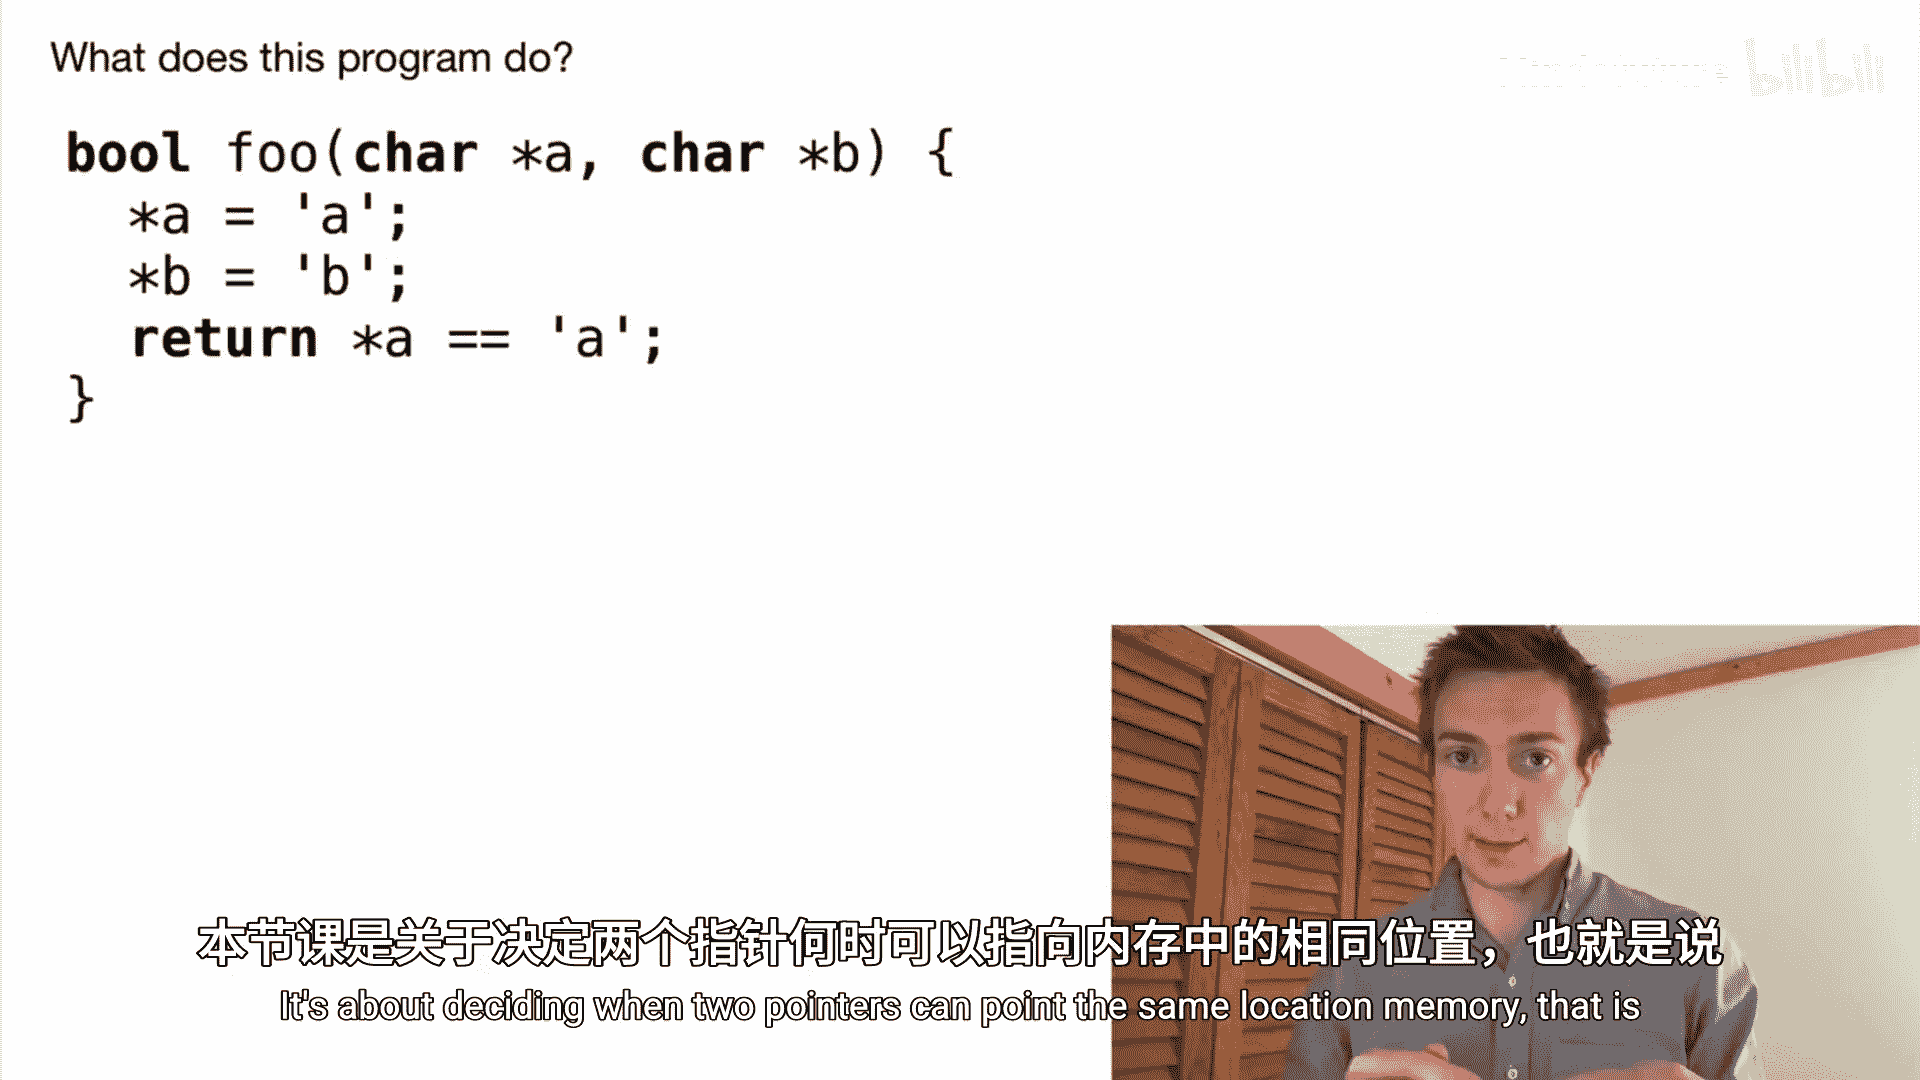 What does this program do?
bilibili
bool foo(char *a, char *b) {
*a = 'a';
*b = 'b';
return *a == 'a';
}
本节课是关于决定两个指针何时可以指向内存中的相同位置，也就是说
It's about deciding when two pointers can point the same location memory, that is